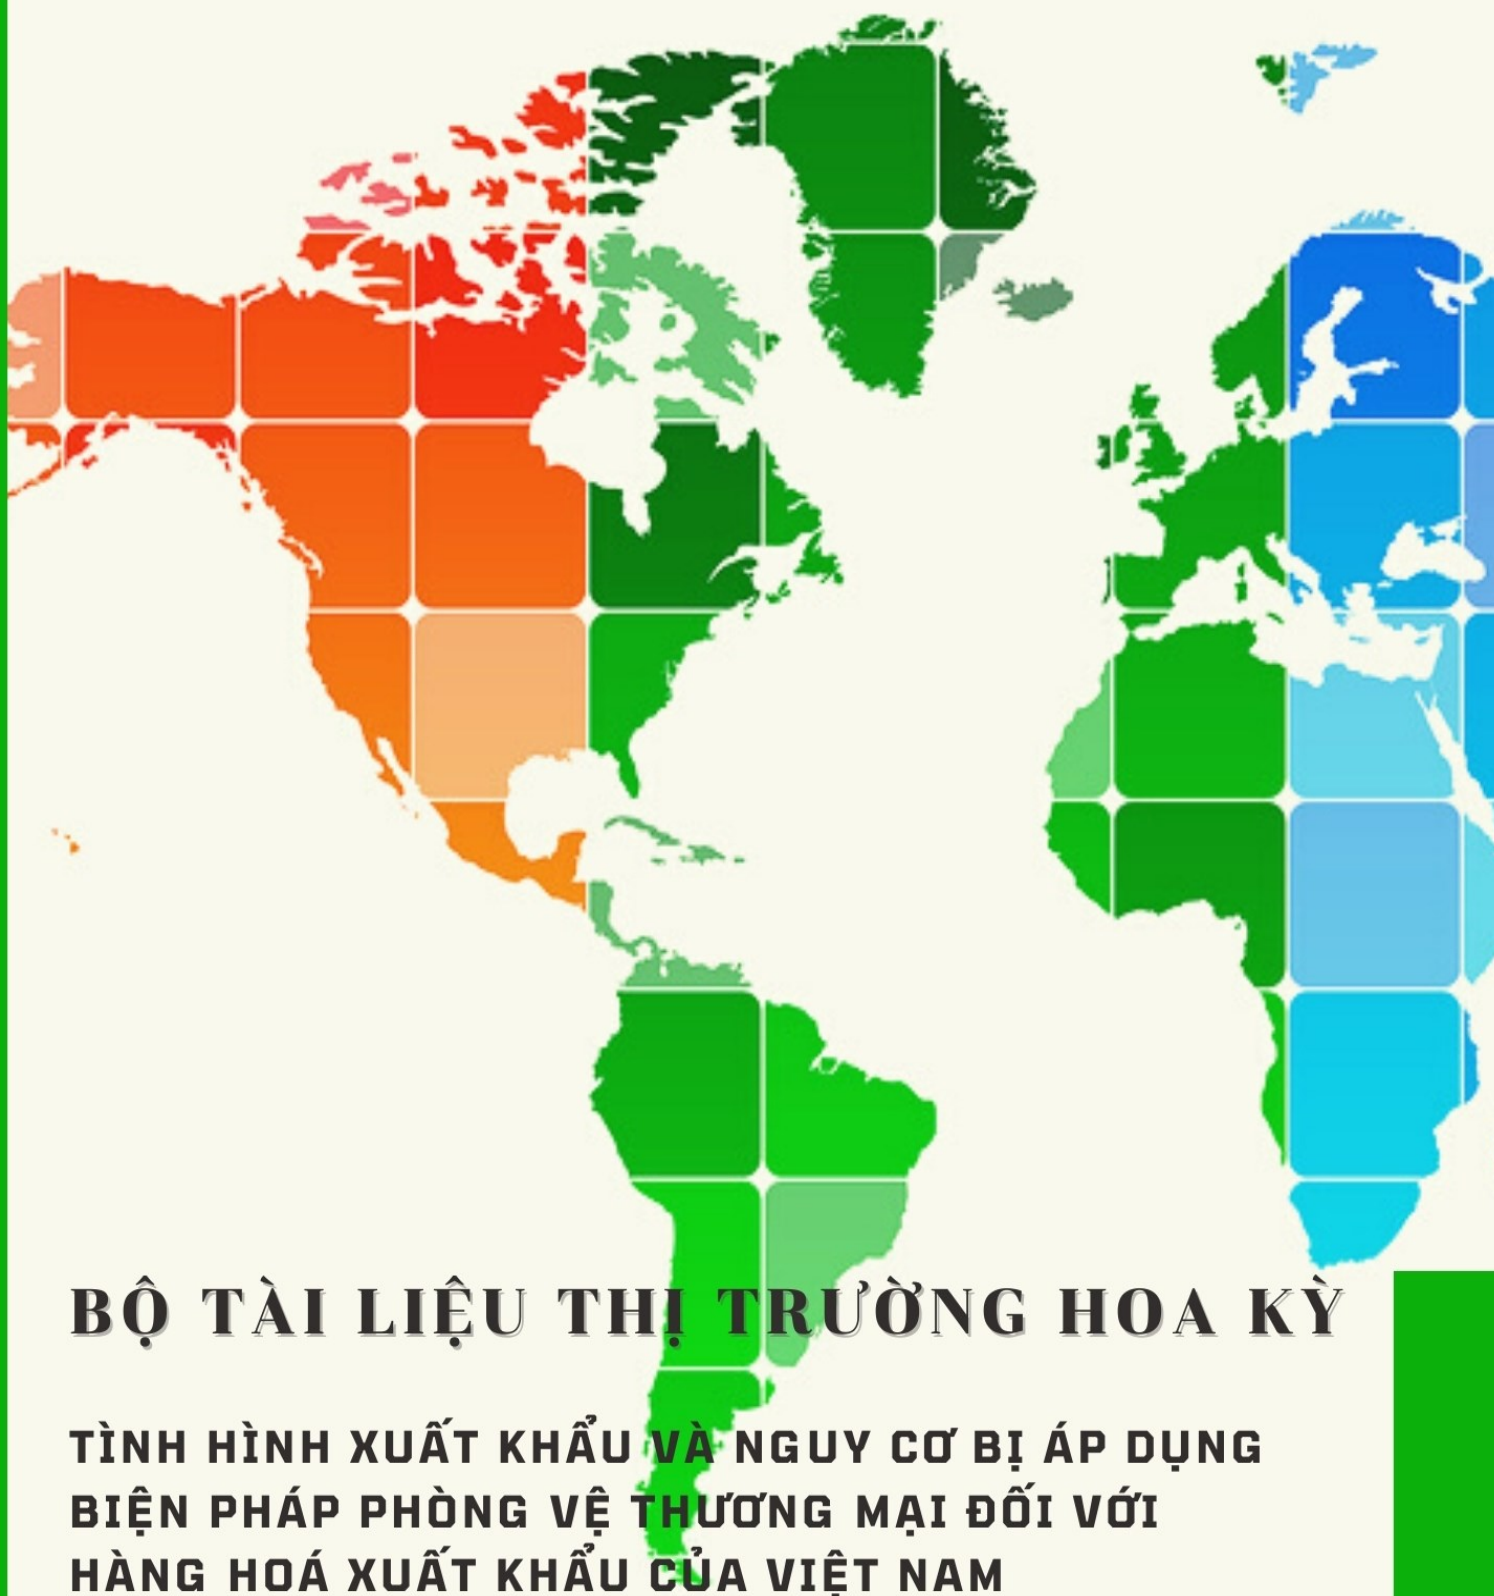 BỘ TÀI LIỆU THỊ TRƯỜNG HOA KỲ
TÌNH HÌNH XUẤT KHẨU VÀ NGUY CƠ BỊ ÁP DỤNG
BIỆN PHÁP PHÒNG VỆ THƯƠNG MẠI ĐỐI VỚI
HÀNG HOÁ XUẤT KHẨU CỦA VIỆT NAM